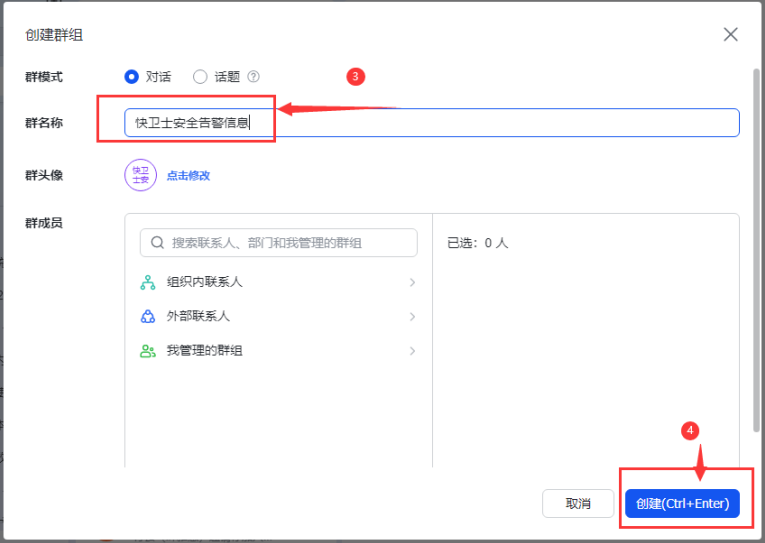 创建群组
群模式
对话
话题
?
3
群名称
快卫士安全告警信息
群头像
快卫
士安
点击修改
群成员
搜索联系人、部门和我管理的群组
已选：0 人
组织内联系人
外部联系人
我管理的群组
4
取消
创建(Ctrl+Enter)